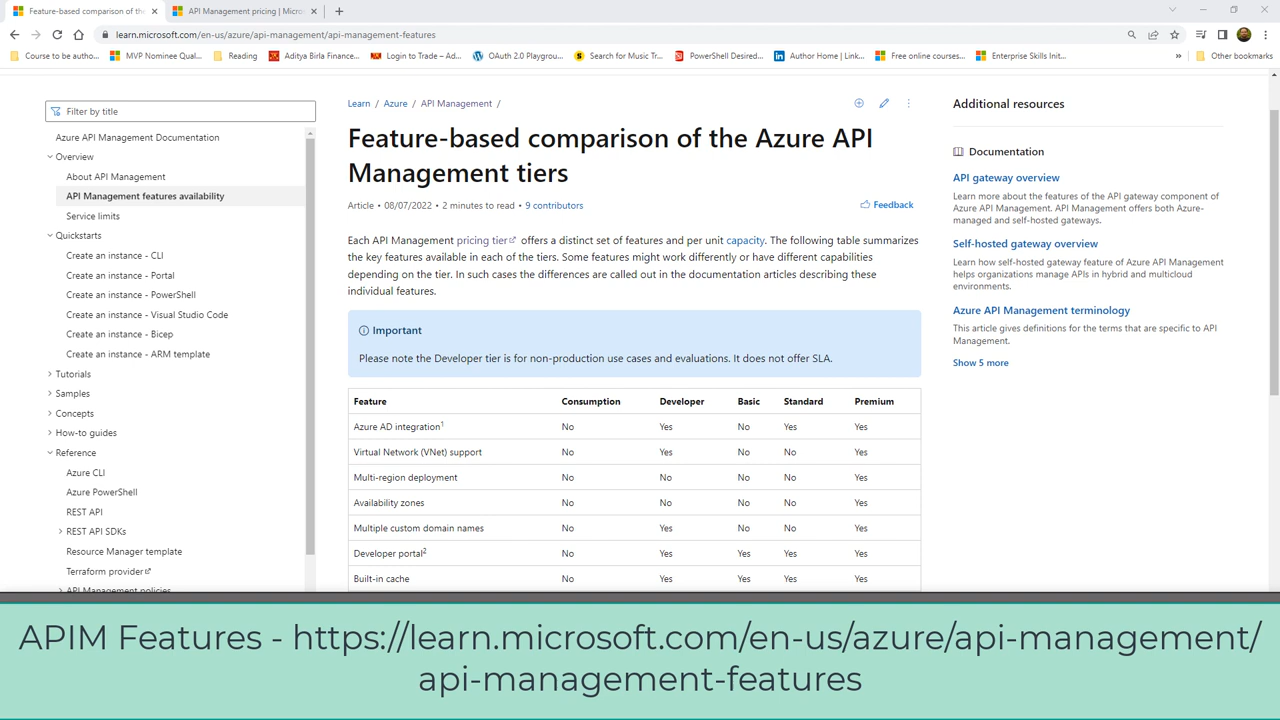 Feature-based comparison of the
API Management pricing | Micro
learn.microsoft.com/en-us/azure/api-management/api-management-features
Course to be autho...
MVP Nominee Qual...
Reading
Aditya Birla Finance...
Login to Trade – Ad...
OAuth 2.0 Playgrou...
Search for Music Tr...
PowerShell Desired...
Author Home | Link...
Free online courses...
Enterprise Skills Init...
»
Other bookmarks
Filter by title
Azure API Management Documentation
Overview
About API Management
API Management features availability
Service limits
Quickstarts
Create an instance - CLI
Create an instance - Portal
Create an instance - PowerShell
Create an instance - Visual Studio Code
Create an instance - Bicep
Create an instance - ARM template
Tutorials
Samples
Concepts
How-to guides
Reference
Azure CLI
Azure PowerShell
REST API
REST API SDKs
Resource Manager template
Terraform provider
API Management policies
Learn / Azure / API Management /
Feature-based comparison of the Azure API
Management tiers
Article • 08/07/2022 • 2 minutes to read • 9 contributors
Feedback
Each API Management pricing tier offers a distinct set of features and per unit capacity. The following table summarizes
the key features available in each of the tiers. Some features might work differently or have different capabilities
depending on the tier. In such cases the differences are called out in the documentation articles describing these
individual features.
Important
Please note the Developer tier is for non-production use cases and evaluations. It does not offer SLA.
Feature Consumption Developer Basic Standard Premium
Azure AD integration1 No Yes No Yes Yes
Virtual Network (VNet) support No Yes No No Yes
Multi-region deployment No No No No Yes
Availability zones No No No No Yes
Multiple custom domain names No Yes No No Yes
Developer portal2 No Yes Yes Yes Yes
Built-in cache No Yes Yes Yes Yes
Additional resources
Documentation
API gateway overview
Learn more about the features of the API gateway component of
Azure API Management. API Management offers both Azure-
managed and self-hosted gateways.
Self-hosted gateway overview
Learn how self-hosted gateway feature of Azure API Management
helps organizations manage APIs in hybrid and multicloud
environments.
Azure API Management terminology
This article gives definitions for the terms that are specific to API
Management.
Show 5 more
APIM Features - https://learn.microsoft.com/en-us/azure/api-management/
api-management-features